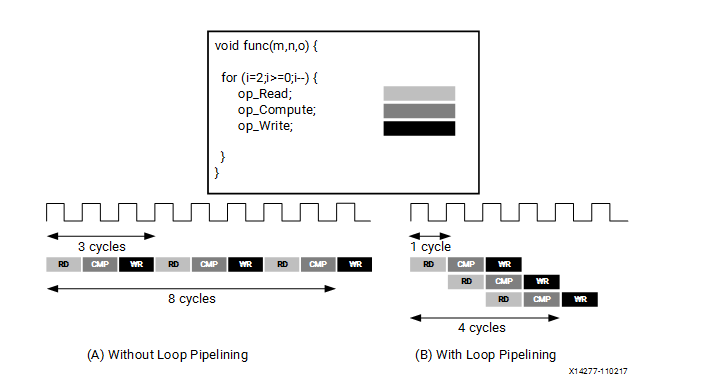 void func(m,n,o) {
for (i=2;i>=0;i--) {
op_Read;
op_Compute;
op_Write;
}
}
3 cycles
RD CMP WR RD CMP WR RD CMP WR
8 cycles
(A) Without Loop Pipelining
1 cycle
RD CMP WR
RD CMP WR
RD CMP WR
4 cycles
(B) With Loop Pipelining
X14277-110217